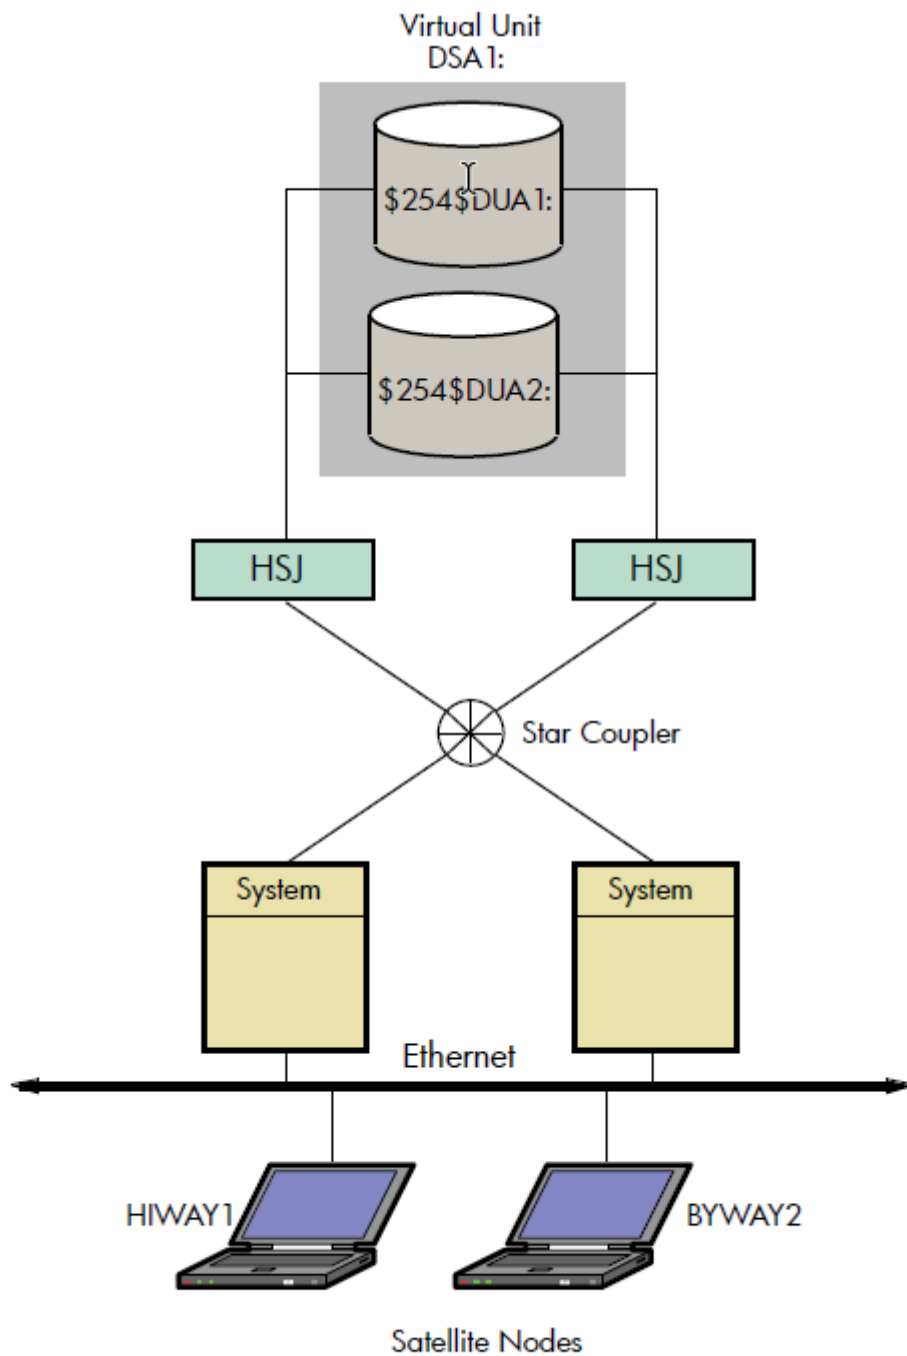 Virtual Unit
DSA1:
$254$DUA1:
$254$DUA2:
HSJ
HSJ
Star Coupler
System
System
Ethernet
HIWAY1
BYWAY2
Satellite Nodes